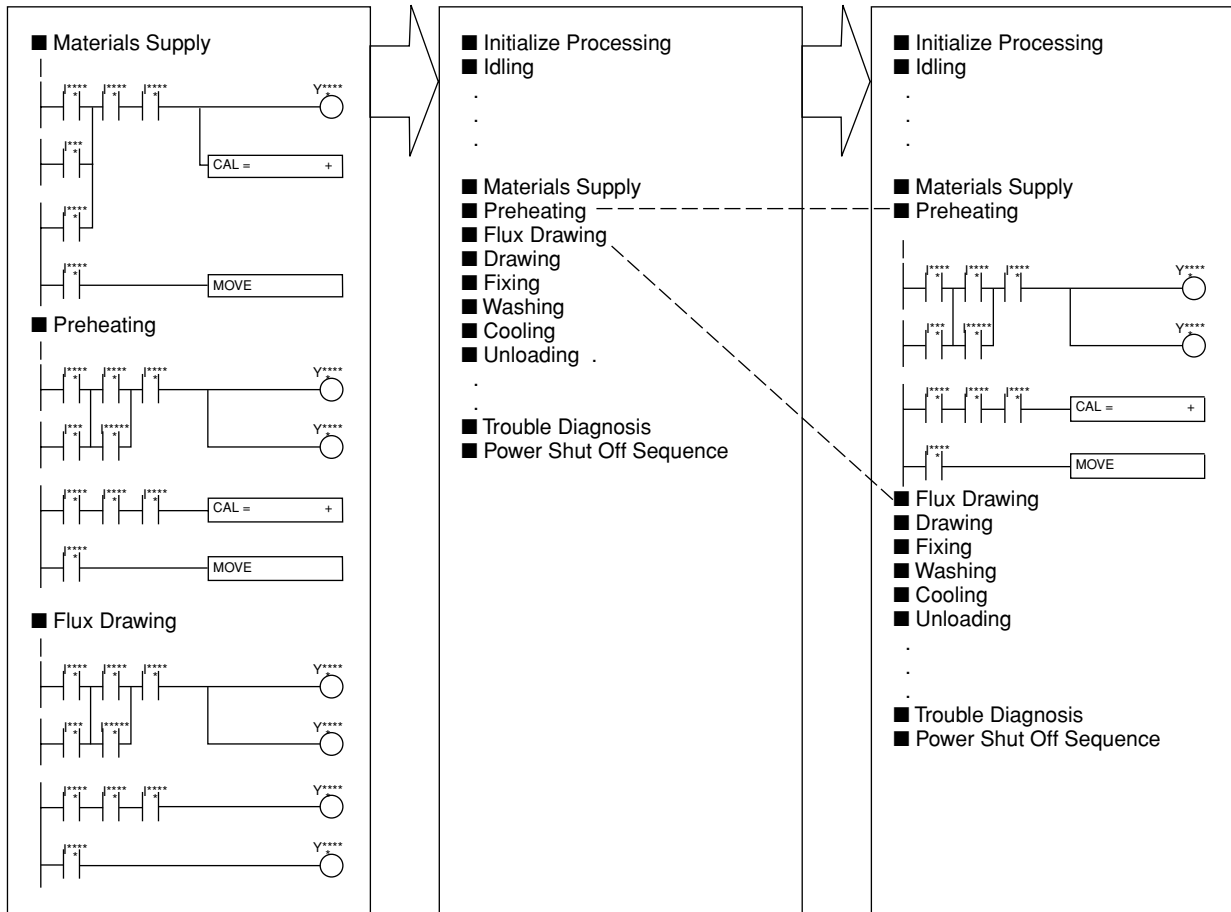 ■ Materials Supply
I**** I**** I**** Y****
* * * *
I***
*
CAL = +
I****
*
I****
*
MOVE
■ Preheating
I**** I**** I**** Y****
* * * *
I*** I***** Y****
* * *
I**** I**** I****
* * *
CAL = +
I****
*
MOVE
■ Flux Drawing
I**** I**** I**** Y****
* * * *
I*** I***** Y****
* * *
I**** I**** I**** Y****
* * * *
I**** Y****
* *
■ Initialize Processing
■ Idling
.
.
.
■ Materials Supply
■ Preheating
■ Flux Drawing
■ Drawing
■ Fixing
■ Washing
■ Cooling
■ Unloading .
.
.
■ Trouble Diagnosis
■ Power Shut Off Sequence
■ Initialize Processing
■ Idling
.
.
.
■ Materials Supply
■ Preheating
I**** I**** I**** Y****
* * * *
I*** I***** Y****
* * *
I**** I**** I****
* * *
CAL = +
I****
*
MOVE
■ Flux Drawing
■ Drawing
■ Fixing
■ Washing
■ Cooling
■ Unloading
.
.
.
■ Trouble Diagnosis
■ Power Shut Off Sequence